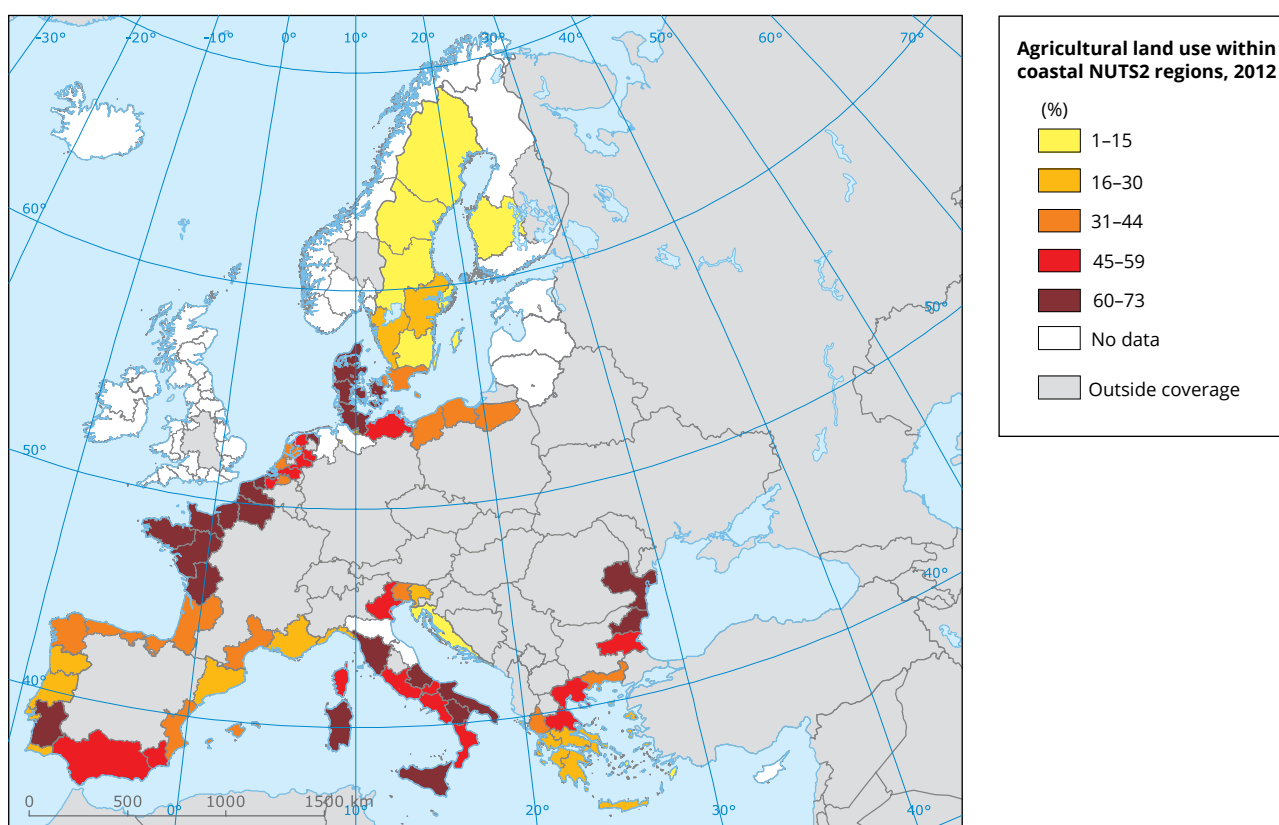 -30° -20° -10° 0° 10° 20° 30° 40° 50° 60° 70°
60°
50°
50°
40°
40°
0 500 1000 1500 km
0° 10° 20° 30° 40°
Agricultural land use within
coastal NUTS2 regions, 2012
(%)
1–15
16–30
31–44
45–59
60–73
No data
Outside coverage